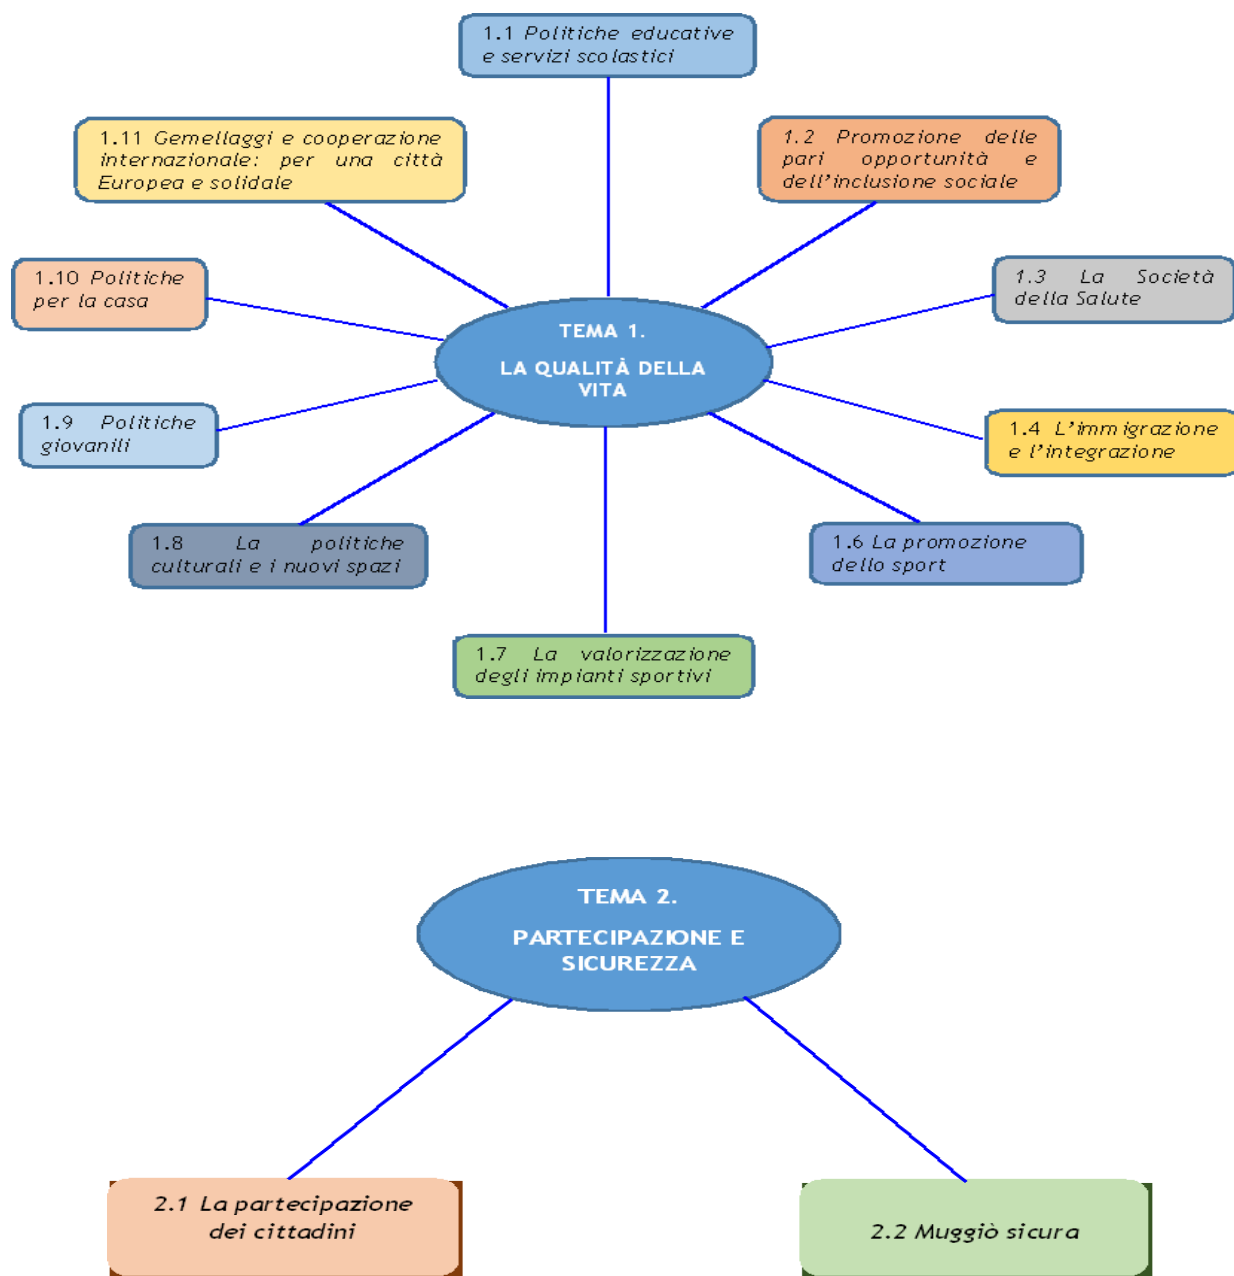 1.1 Politiche educative
e servizi scolastici
1.11 Gemellaggi e cooperazione
internazionale: per una città
Europea e solidale
1.2 Promozione delle
pari opportunità e
dell'inclusione sociale
1.10 Politiche
per la casa
1.3 La Società
della Salute
TEMA 1.
LA QUALITÀ DELLA
VITA
1.9 Politiche
giovanili
1.4 L'immigrazione
e l'integrazione
1.8 La politiche
culturali e i nuovi spazi
1.6 La promozione
dello sport
1.7 La valorizzazione
degli impianti sportivi
TEMA 2.
PARTECIPAZIONE E
SICUREZZA
2.1 La partecipazione
dei cittadini
2.2 Muggiò sicura